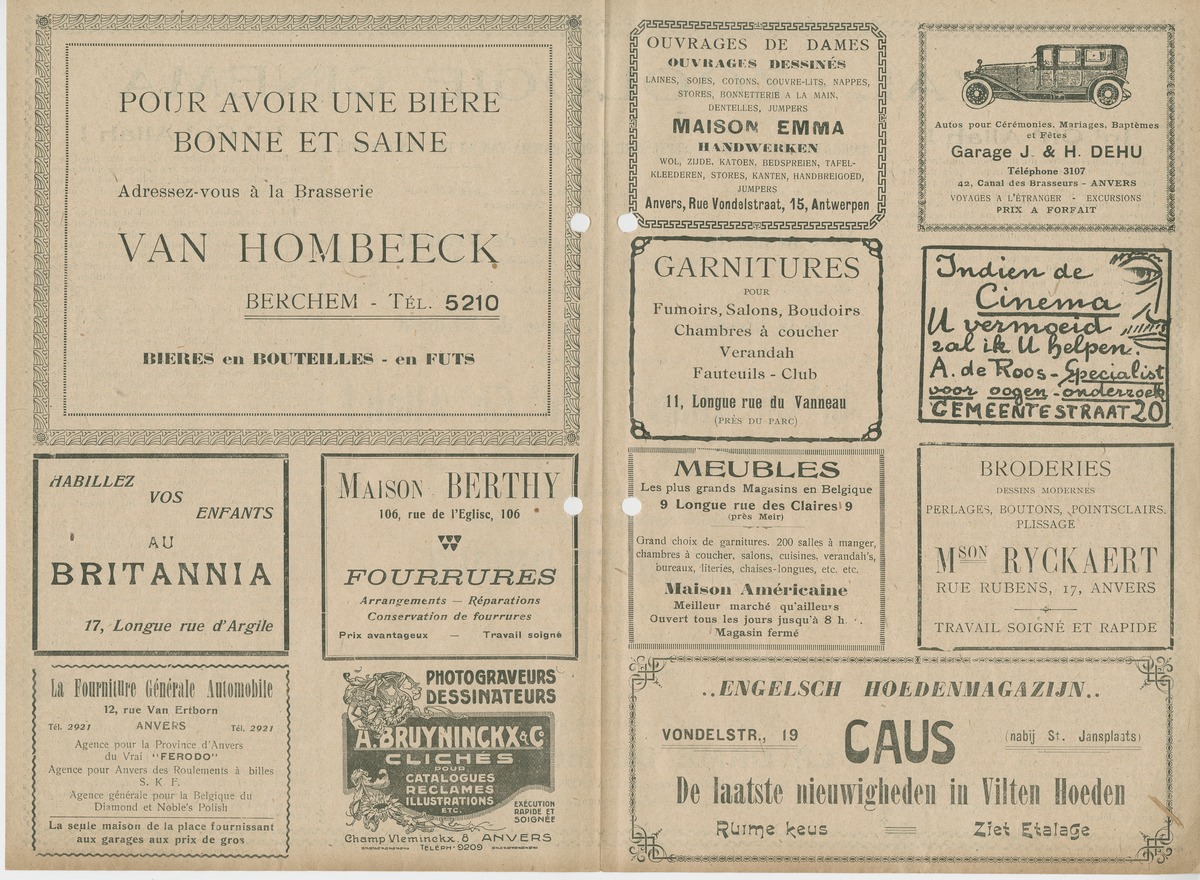 POUR AVOIR UNE BIÈRE
BONNE ET SAINE
Adressez-vous à la Brasserie
VAN HOMBEECK
BERCHEM - TÉL. 5210
BIERES en BOUTEILLES - en FUTS
HABILLEZ
VOS
ENFANTS
AU
BRITANNIA
17, Longue rue d'Argile
MAISON BERTHY
106, rue de l'Eglise, 106
FOURRURES
Arrangements — Réparations
Conservation de fourrures
Prix avantageux — Travail soigné
La Fourniture Générale Automobile
12, rue Van Ertborn
Tél. 2921 ANVERS Tél. 2921
Agence pour la Province d'Anvers
du Vrai "FERODO"
Agence pour Anvers des Roulements à billes
S. K. F.
Agence générale pour la Belgique du
Diamond et Noble's Polish
La seule maison de la place fournissant
aux garages aux prix de gros
PHOTOGRAVEURS
DESSINATEURS
A. BRUYNINCKX & Co
CLICHÉS
POUR
CATALOGUES
RECLAMES
ILLUSTRATIONS
ETC.
EXÉCUTION
RAPIDE ET
SOIGNÉE
Champ Vleminckx. 8 ANVERS
TELÉPH. 9209
OUVRAGES DE DAMES
OUVRAGES DESSINÉS
LAINES, SOIES, COTONS, COUVRE-LITS, NAPPES,
STORES, BONNETTERIE A LA MAIN,
DENTELLES, JUMPERS
MAISON EMMA
HANDWERKEN
WOL, ZIJDE, KATOEN, BEDSPREIEN, TAFEL-
KLEEDEREN, STORES, KANTEN, HANDBREIGOED,
JUMPERS
Anvers, Rue Vondelstraat, 15, Antwerpen
Autos pour Cérémonies, Mariages, Baptèmes
et Fêtes
Garage J. & H. DEHU
Téléphone 3107
42, Canal des Brasseurs - ANVERS
VOYAGES A L'ÉTRANGER - EXCURSIONS
PRIX A FORFAIT
GARNITURES
POUR
Fumoirs, Salons, Boudoirs
Chambres à coucher
Verandah
Fauteuils - Club
11, Longue rue du Vanneau
(PRÈS DU PARC)
Indien de
Cinema
U vermoeid
zal ik U helpen.
A. de Roos - Specialist
voor oogen-onderzoek
GEMEENTESTRAAT 20
MEUBLES
Les plus grands Magasins en Belgique
9 Longue rue des Claires 9
(près Meir)
Grand choix de garnitures. 200 salles à manger,
chambres à coucher, salons, cuisines, verandah's,
bureaux, literies, chaises-longues, etc. etc.
Maison Américaine
Meilleur marché qu'ailleurs
Ouvert tous les jours jusqu'à 8 h.
Magasin fermé
BRODERIES
DESSINS MODERNES
PERLAGES, BOUTONS, POINTSCLAIRS,
PLISSAGE
MSON RYCKAERT
RUE RUBENS, 17, ANVERS
TRAVAIL SOIGNÉ ET RAPIDE
..ENGELSCH HOEDENMAGAZIJN..
VONDELSTR., 19 CAUS (nabij St. Jansplaats)
De laatste nieuwigheden in Vilten Hoeden
Ruime keus Ziet Etalage